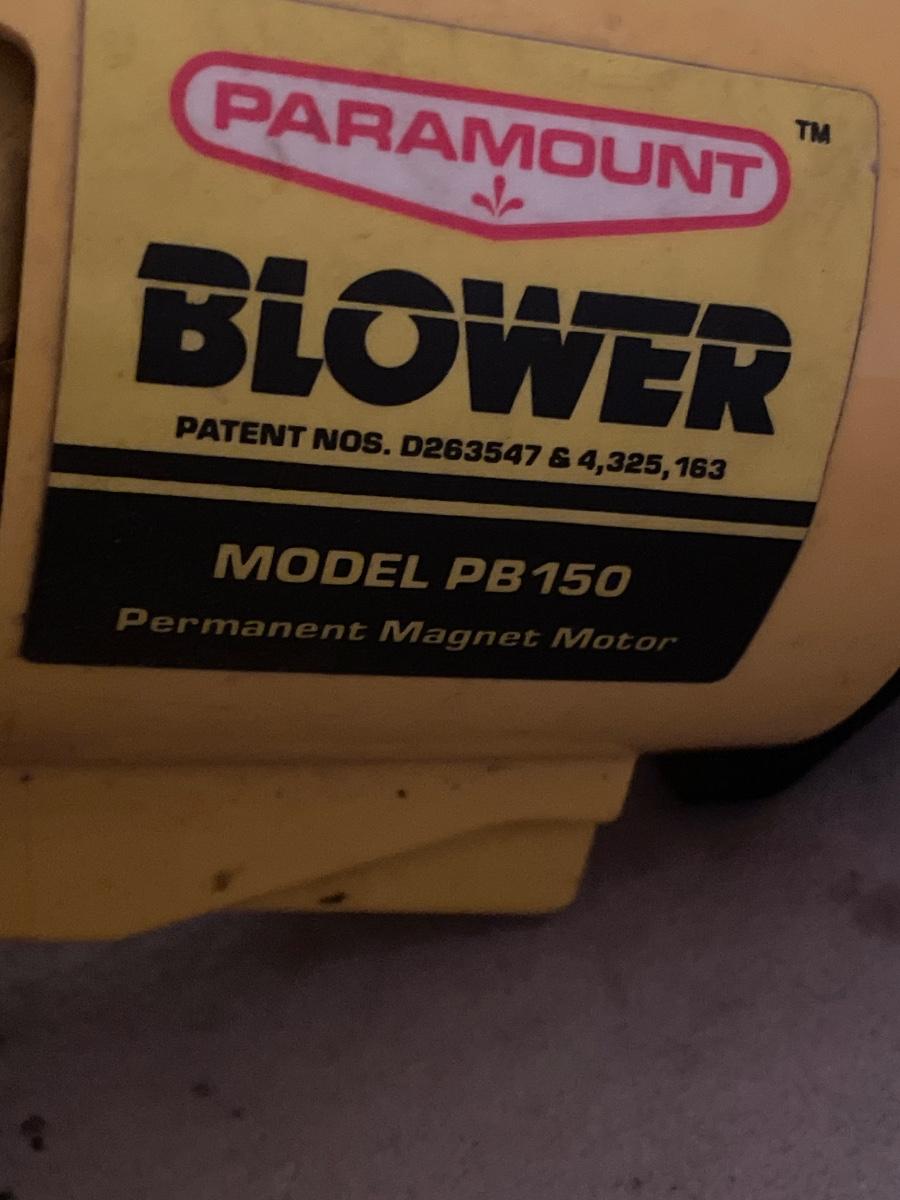 PARAMOUNT TM
BLOWER
PATENT NOS. D263547 & 4,325,163
MODEL PB150
Permanent Magnet Motor